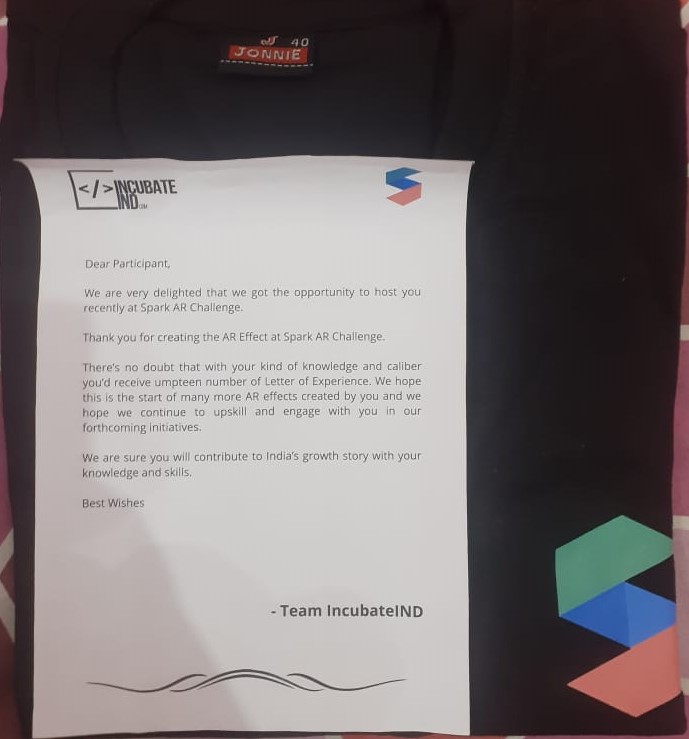 40
JONNIE
</>INCUBATE
IND
Dear Participant,
We are very delighted that we got the opportunity to host you
recently at Spark AR Challenge.
Thank you for creating the AR Effect at Spark AR Challenge.
There's no doubt that with your kind of knowledge and caliber
you'd receive umpteen number of Letter of Experience. We hope
this is the start of many more AR effects created by you and we
hope we continue to upskill and engage with you in our
forthcoming initiatives.
We are sure you will contribute to India's growth story with your
knowledge and skills.
Best Wishes
- Team IncubateIND